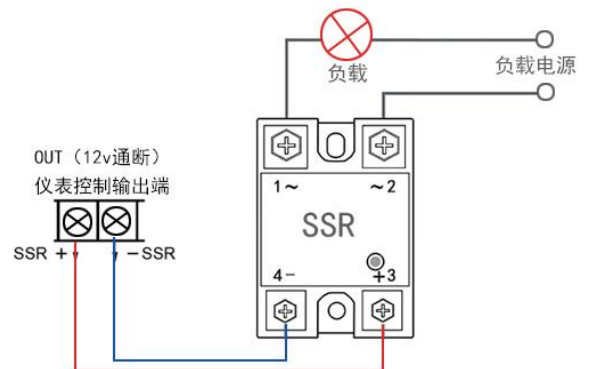 负载
负载电源
OUT（12v通断）
仪表控制输出端
SSR + -SSR
1~ ~2
SSR
4- +3